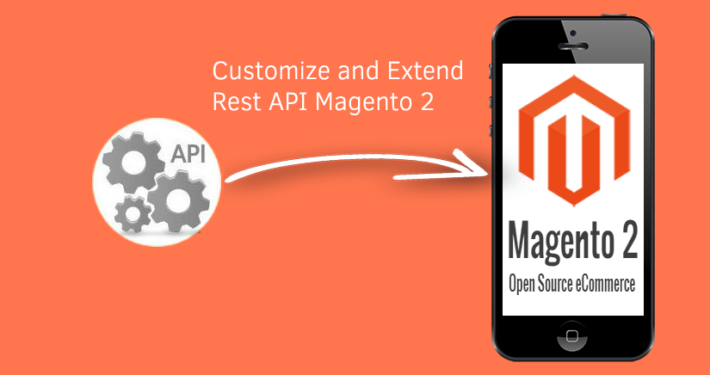 Customize and Extend
Rest API Magento 2
API
Magento 2
Open Source eCommerce